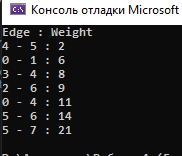 Консоль отладки Microsoft
Edge : Weight
4 - 5 : 2
0 - 1 : 6
3 - 4 : 8
2 - 6 : 9
0 - 4 : 11
5 - 6 : 14
5 - 7 : 21